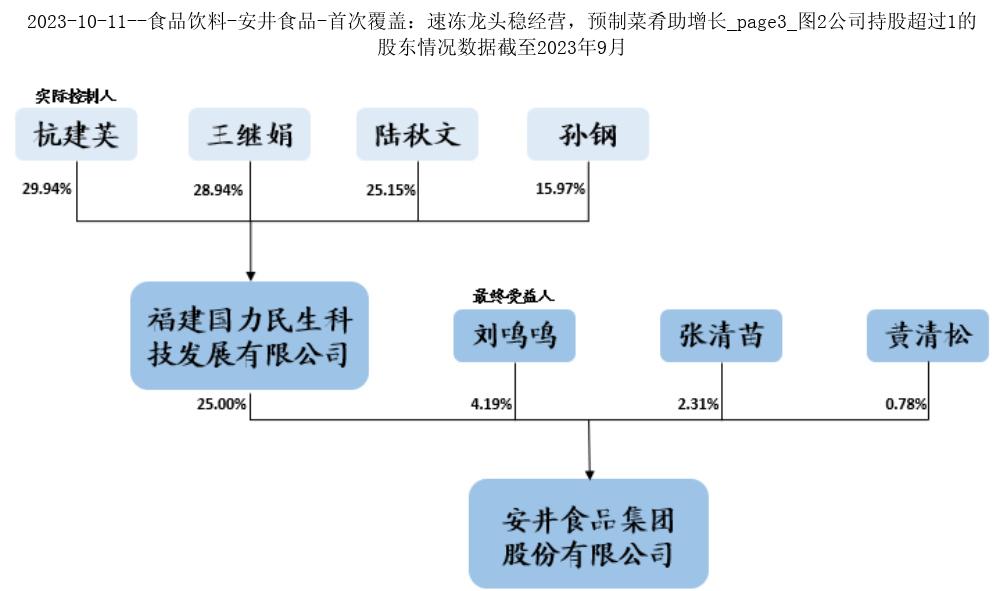 2023-10-11--食品饮料-安井食品-首次覆盖：速冻龙头稳经营，预制菜肴助增长_page3_图2公司持股超过1的
股东情况数据截至2023年9月
实际控制人
杭建芙
王继娟
陆秋文
孙钢
29.94%
28.94%
25.15%
15.97%
福建国力民生科
技发展有限公司
最终受益人
刘鸣鸣
张清苗
黄清松
25.00%
4.19%
2.31%
0.78%
安井食品集团
股份有限公司